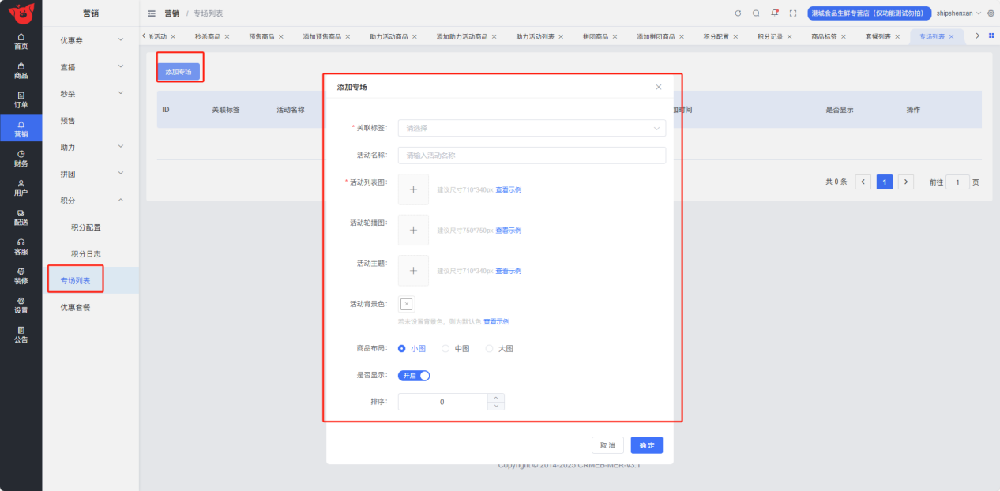 营销
营销 / 专场列表
港城食品生鲜专营店（仅功能测试勿拍）
shipshenxan
活动
秒杀商品
预售商品
添加预售商品
助力活动商品
添加助力活动商品
助力活动列表
拼团商品
添加拼团商品
积分配置
积分记录
商品标签
套餐列表
专场列表
首页
商品
订单
营销
财务
用户
配送
客服
装修
设置
公告
优惠券
直播
秒杀
预售
助力
拼团
积分
积分配置
积分日志
专场列表
优惠套餐
添加专场
ID
关联标签
活动名称
加时间
是否显示
操作
共 0 条
1
前往 1 页
添加专场
* 关联标签： 请选择
活动名称： 请输入活动名称
* 活动列表图： 建议尺寸710*340px 查看示例
活动轮播图： 建议尺寸750*750px 查看示例
活动主题： 建议尺寸710*340px 查看示例
活动背景色：
若未设置背景色，则为默认色 查看示例
商品布局： 小图 中图 大图
是否显示： 开启
排序： 0
取消 确定
Copyright © 2014-2025 CRMEB-MER-v3.1